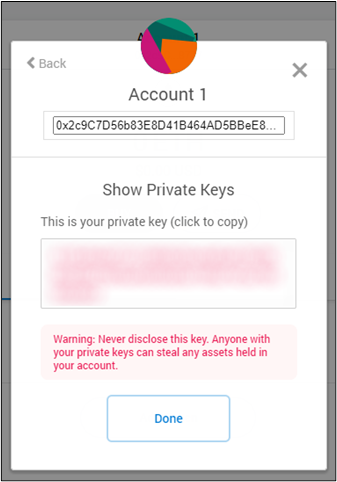 Back
Account 1
0x2c9C7D56b83E8D41B464AD5BBeE8...
Show Private Keys
This is your private key (click to copy)
Warning: Never disclose this key. Anyone with
your private keys can steal any assets held in
your account.
Done